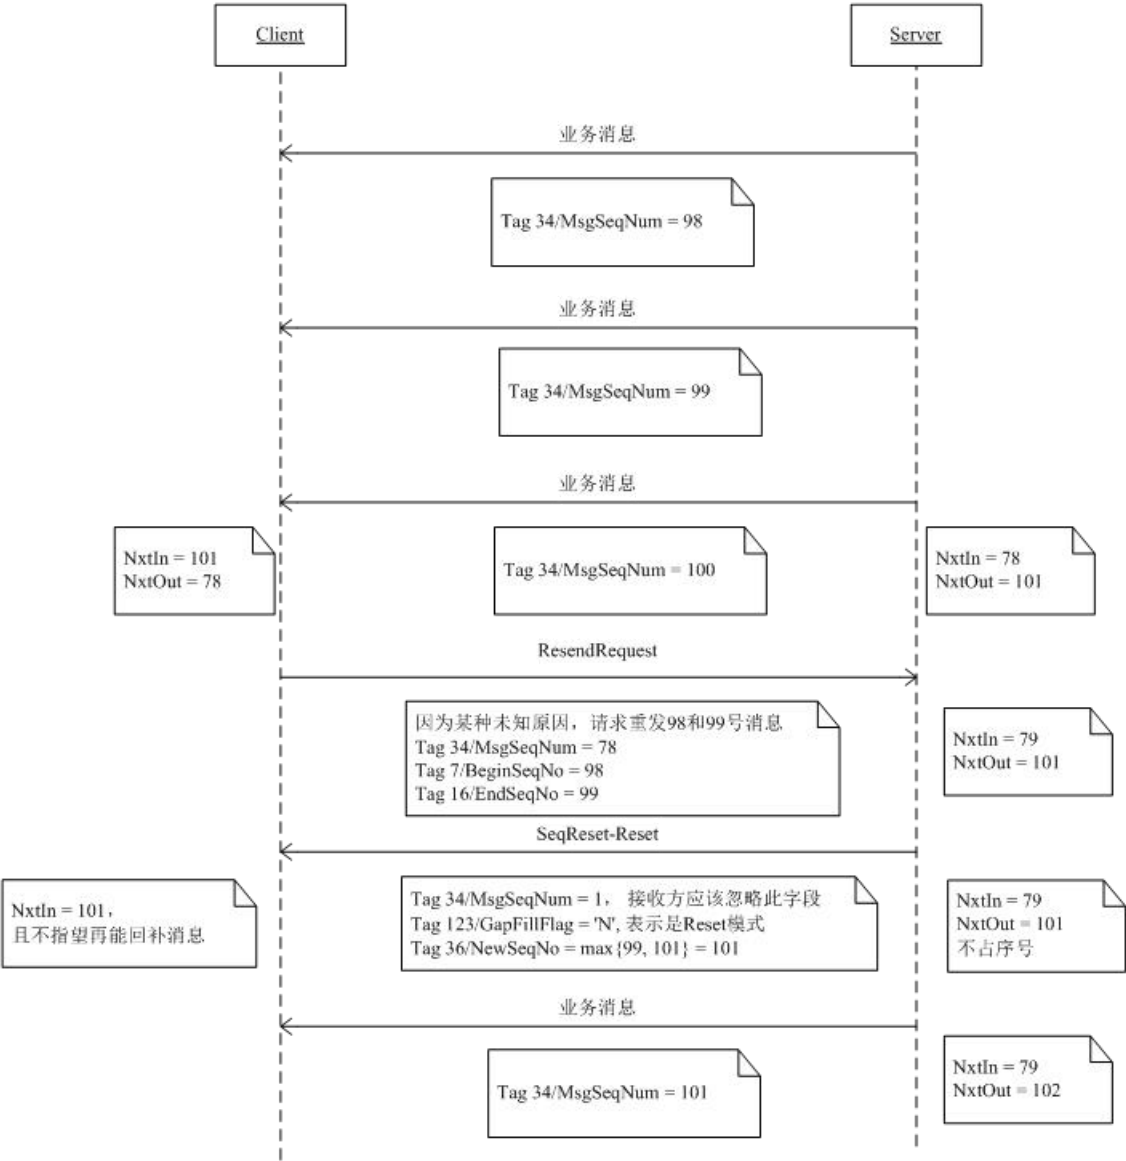 Client
Server
业务消息
Tag 34/MsgSeqNum = 98
业务消息
Tag 34/MsgSeqNum = 99
业务消息
NxtIn = 101
NxtOut = 78
Tag 34/MsgSeqNum = 100
NxtIn = 78
NxtOut = 101
ResendRequest
因为某种未知原因，请求重发98和99号消息
Tag 34/MsgSeqNum = 78
Tag 7/BeginSeqNo = 98
Tag 16/EndSeqNo = 99
NxtIn = 79
NxtOut = 101
SeqReset-Reset
NxtIn = 101，
且不指望再能回补消息
Tag 34/MsgSeqNum = 1， 接收方应该忽略此字段
Tag 123/GapFillFlag = 'N', 表示是Reset模式
Tag 36/NewSeqNo = max{99, 101} = 101
NxtIn = 79
NxtOut = 101
不占序号
业务消息
Tag 34/MsgSeqNum = 101
NxtIn = 79
NxtOut = 102